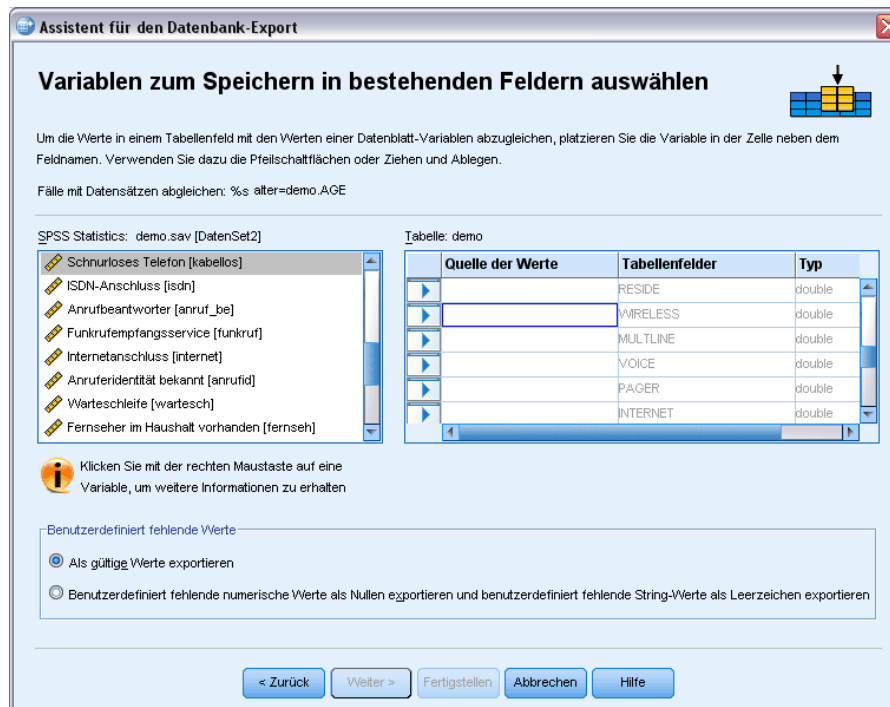 Assistent für den Datenbank-Export
Variablen zum Speichern in bestehenden Feldern auswählen
Um die Werte in einem Tabellenfeld mit den Werten einer Datenblatt-Variablen abzugleichen, platzieren Sie die Variable in der Zelle neben dem
Feldnamen. Verwenden Sie dazu die Pfeilschaltflächen oder Ziehen und Ablegen.
Fälle mit Datensätzen abgleichen: %s alter=demo.AGE
SPSS Statistics: demo.sav [DatenSet2]
Schnurloses Telefon [kabellos]
ISDN-Anschluss [isdn]
Anrufbeantworter [anruf_be]
Funkrufempfangsservice [funkruf]
Internetanschluss [internet]
Anruferidentität bekannt [anrufid]
Warteschleife [wartesch]
Fernseher im Haushalt vorhanden [fernseh]
Tabelle: demo
Quelle der Werte Tabellenfelder Typ
RESIDE double
WIRELESS double
MULTLINE double
VOICE double
PAGER double
INTERNET double
Klicken Sie mit der rechten Maustaste auf eine
Variable, um weitere Informationen zu erhalten
Benutzerdefiniert fehlende Werte
Als gültige Werte exportieren
Benutzerdefiniert fehlende numerische Werte als Nullen exportieren und benutzerdefiniert fehlende String-Werte als Leerzeichen exportieren
< Zurück Weiter > Fertigstellen Abbrechen Hilfe